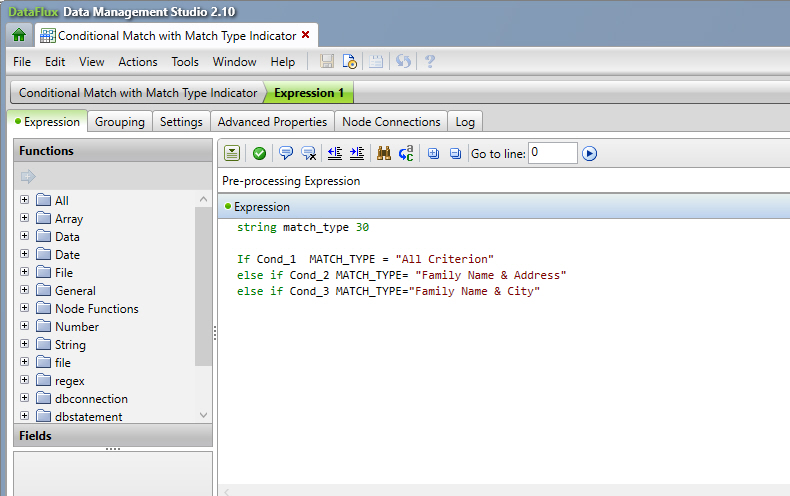 DataFlux Data Management Studio 2.10
Conditional Match with Match Type Indicator
File Edit View Actions Tools Window Help
Conditional Match with Match Type Indicator Expression 1
Expression Grouping Settings Advanced Properties Node Connections Log
Functions
Go to line: 0
Pre-processing Expression
Expression
All
Array
Data
Date
File
General
Node Functions
Number
String
file
regex
dbconnection
dbstatement
Fields
string match_type 30
If Cond_1  MATCH_TYPE = "All Criterion"
else if Cond_2 MATCH_TYPE= "Family Name & Address"
else if Cond_3 MATCH_TYPE="Family Name & City"